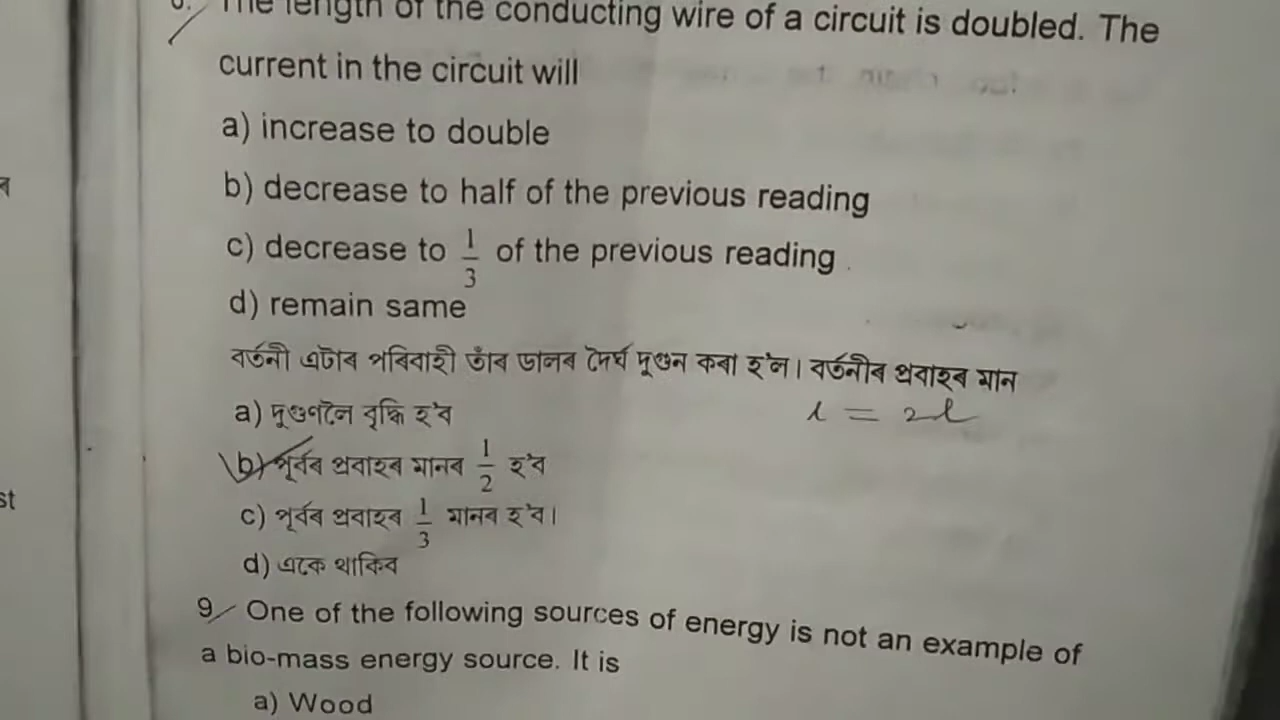 The length of the conducting wire of a circuit is doubled. The
current in the circuit will
a) increase to double
b) decrease to half of the previous reading
c) decrease to 1/3 of the previous reading
d) remain same
বৰ্তনী এটাৰ পৰিবাহী তাঁৰ ডালৰ দৈৰ্ঘ দুগুন কৰা হ'ল। বৰ্তনীৰ প্ৰবাহৰ মান
a) দুগুণলৈ বৃদ্ধি হ'ব
l = 2l
b) পূৰ্বৰ প্ৰবাহৰ মানৰ 1/2 হ'ব
c) পূৰ্বৰ প্ৰবাহৰ 1/3 মানৰ হ'ব।
d) একে থাকিব
9. One of the following sources of energy is not an example of
a bio-mass energy source. It is
a) Wood
ৰ
st